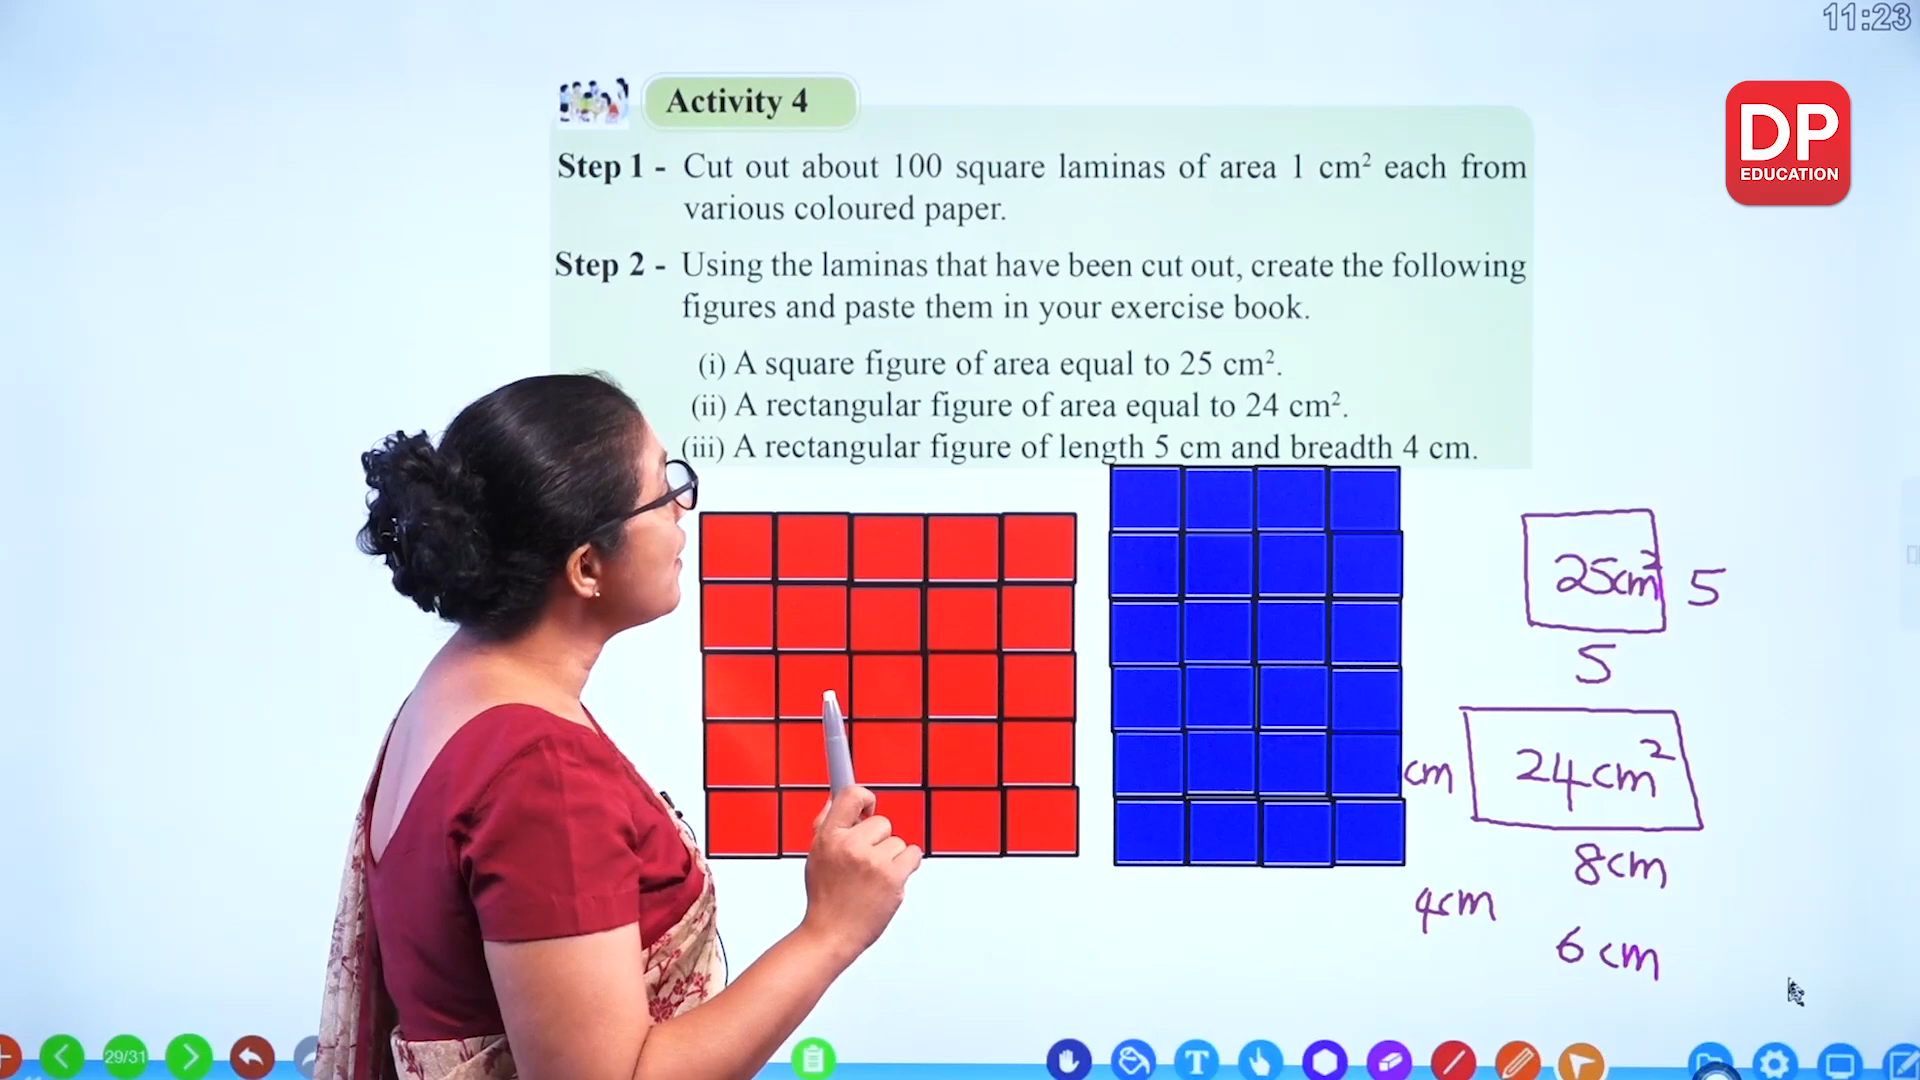 11:23
Activity 4
DP
EDUCATION
Step 1 - Cut out about 100 square laminas of area 1 cm² each from
various coloured paper.
Step 2 - Using the laminas that have been cut out, create the following
figures and paste them in your exercise book.
(i) A square figure of area equal to 25 cm².
(ii) A rectangular figure of area equal to 24 cm².
(iii) A rectangular figure of length 5 cm and breadth 4 cm.
25cm² 5
5
cm 24cm²
8cm
4cm
6cm
29/31
T